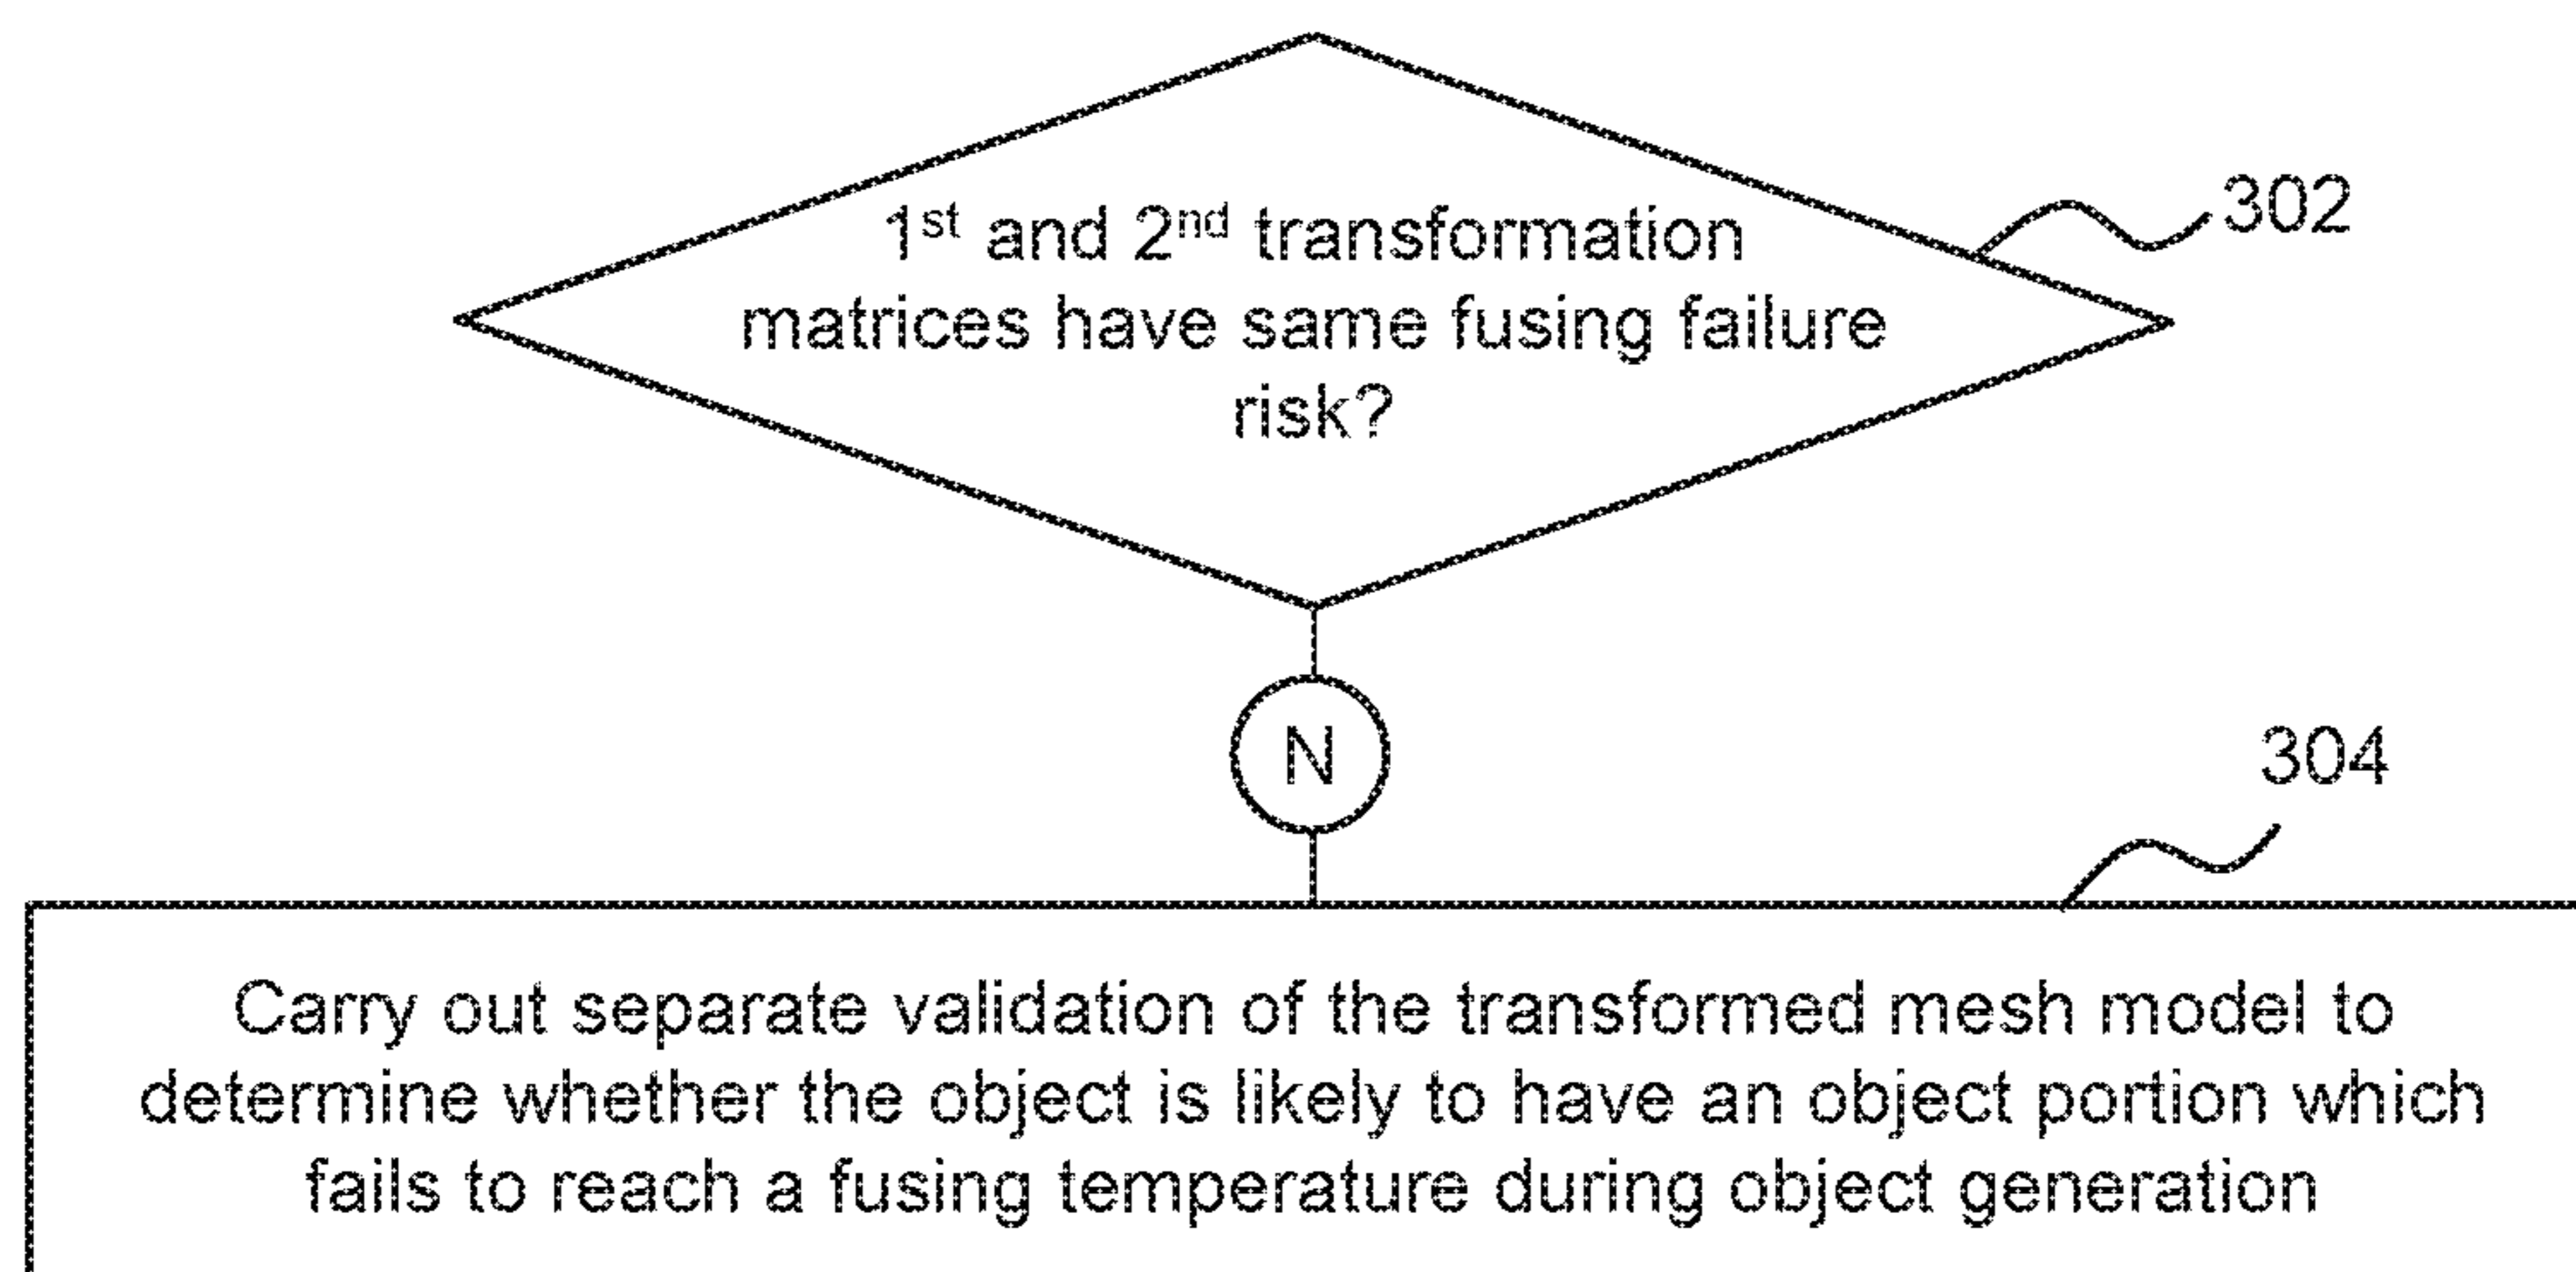 1st and 2nd transformation
302
matrices have same fusing failure
risk?
N
304
Carry out separate validation of the transformed mesh model to
determine whether the object is likely to have an object portion which
fails to reach a fusing temperature during object generation